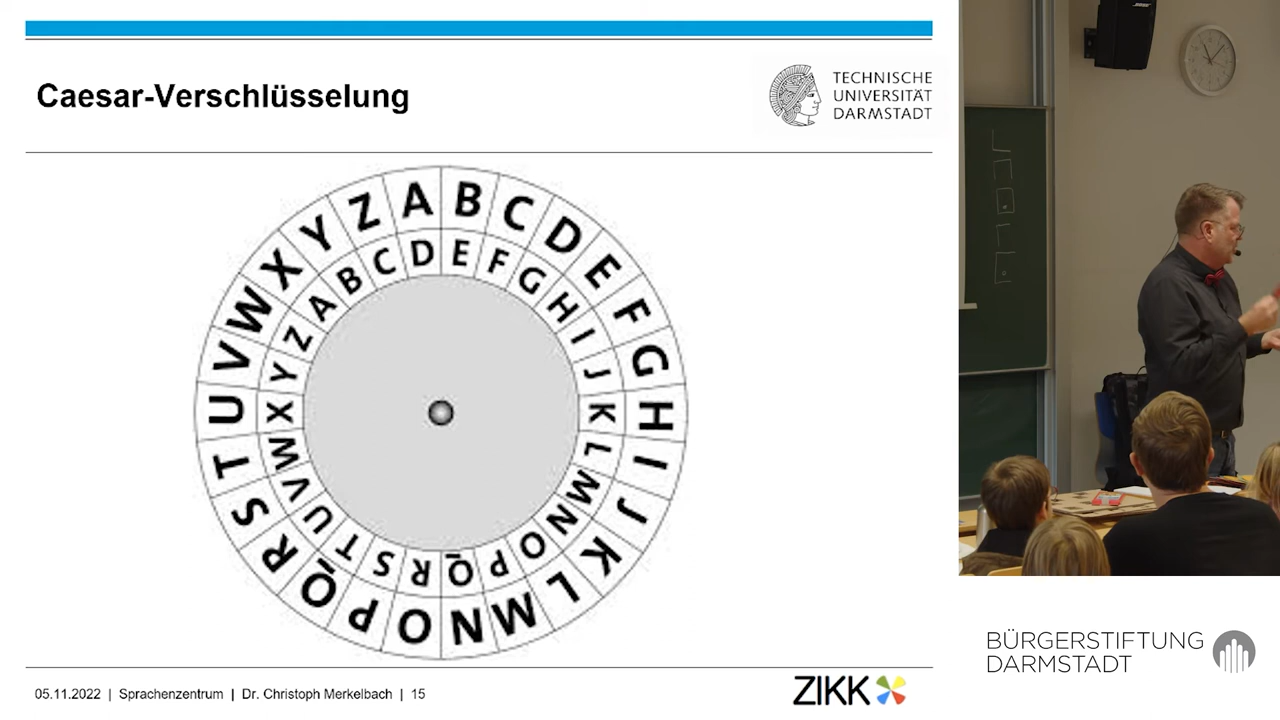 Caesar-Verschlüsselung
TECHNISCHE
UNIVERSITÄT
DARMSTADT
A B C D E F G H I J K L M N O P Q R S T U V W X Y Z
D E F G H I J K L M N O P Q R S T U V W X Y Z A B C
05.11.2022 | Sprachenzentrum | Dr. Christoph Merkelbach | 15
ZIKK
BÜRGERSTIFTUNG
DARMSTADT